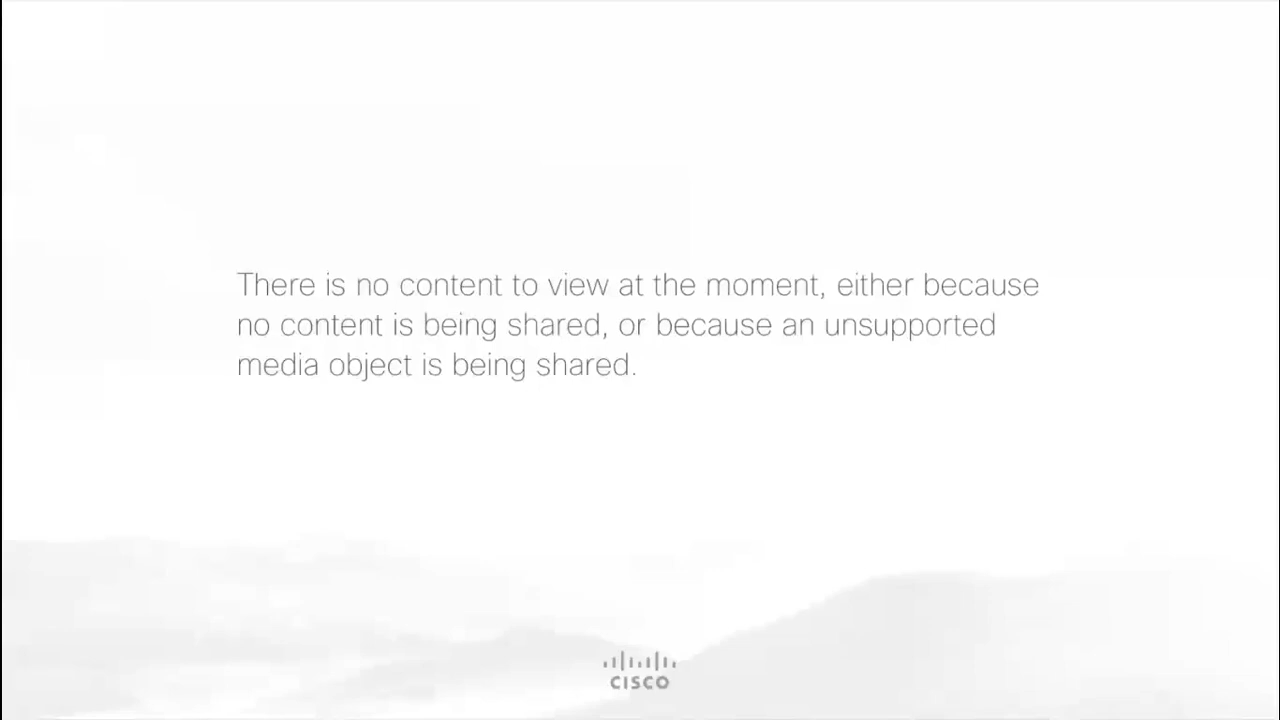 There is no content to view at the moment, either because
no content is being shared, or because an unsupported
media object is being shared.
CISCO